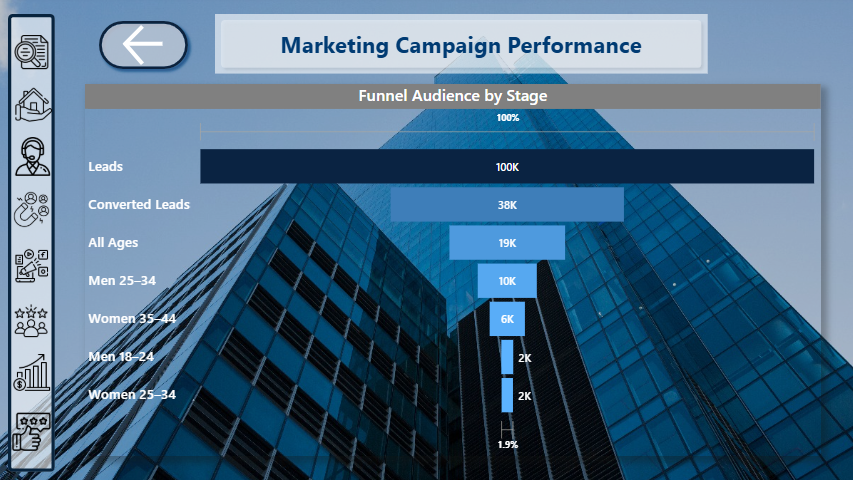 Marketing Campaign Performance
Funnel Audience by Stage
100%
Leads 100K
Converted Leads 38K
All Ages 19K
Men 25–34 10K
Women 35–44 6K
Men 18–24 2K
Women 25–34 2K
1.9%